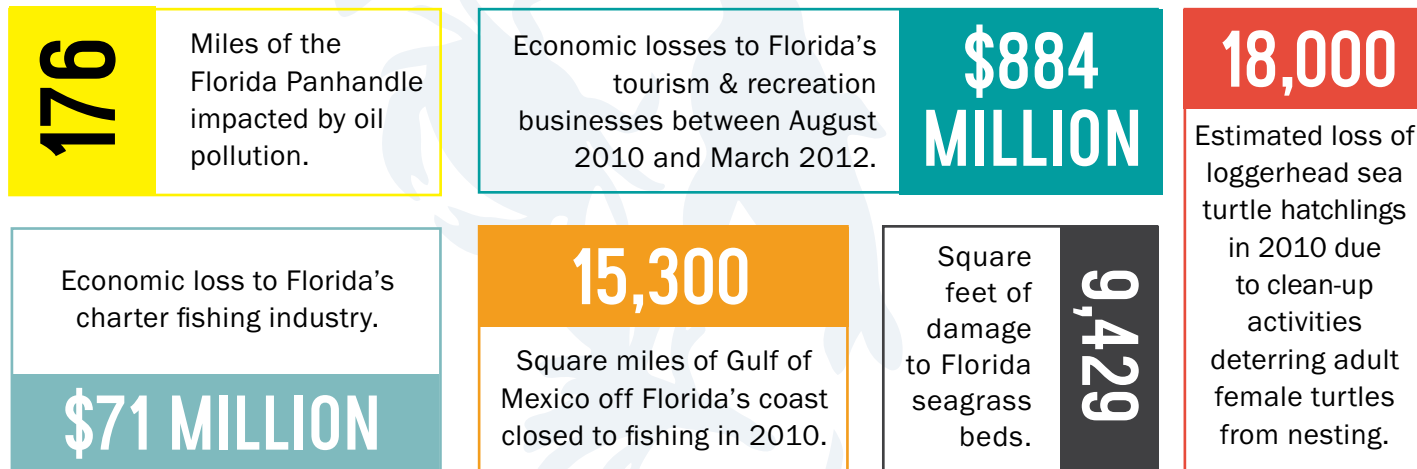 176
Miles of the
Florida Panhandle
impacted by oil
pollution.
Economic losses to Florida's
tourism & recreation
businesses between August
2010 and March 2012.
$884
MILLION
18,000
Estimated loss of
loggerhead sea
turtle hatchlings
in 2010 due
to clean-up
activities
deterring adult
female turtles
from nesting.
Economic loss to Florida's
charter fishing industry.
$71 MILLION
15,300
Square miles of Gulf of
Mexico off Florida's coast
closed to fishing in 2010.
Square
feet of
damage
to Florida
seagrass
beds.
9,429